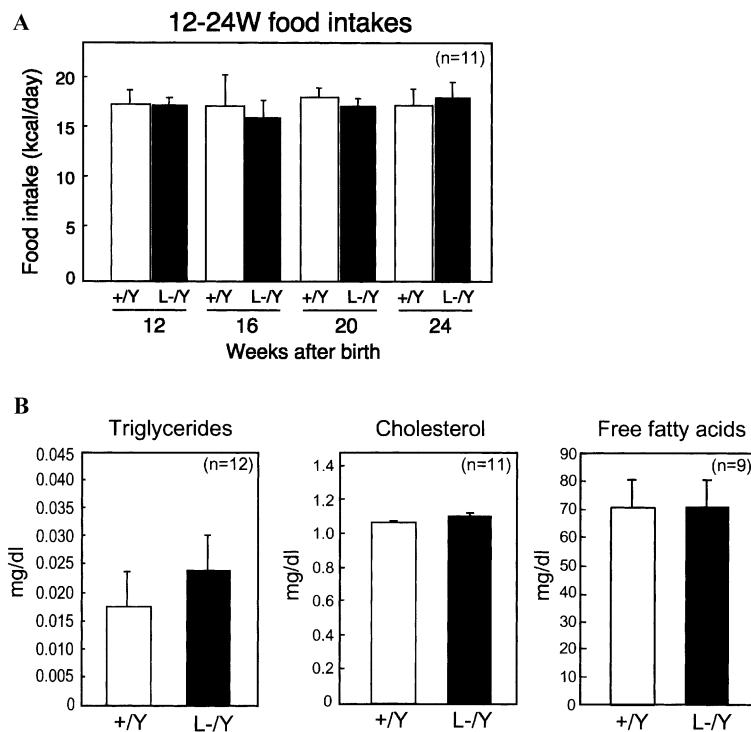 A
12-24W food intakes
(n=11)
Food intake (kcal/day)
20
15
10
5
0
+/Y L-/Y +/Y L-/Y +/Y L-/Y +/Y L-/Y
12 16 20 24
Weeks after birth
B
Triglycerides
(n=12)
mg/dl
0.045
0.040
0.035
0.030
0.025
0.020
0.015
0.010
0.005
0
+/Y L-/Y
Cholesterol
(n=11)
mg/dl
1.4
1.2
1.0
0.8
0.6
0.4
0.2
0
+/Y L-/Y
Free fatty acids
(n=9)
mg/dl
90
80
70
60
50
40
30
20
10
0
+/Y L-/Y